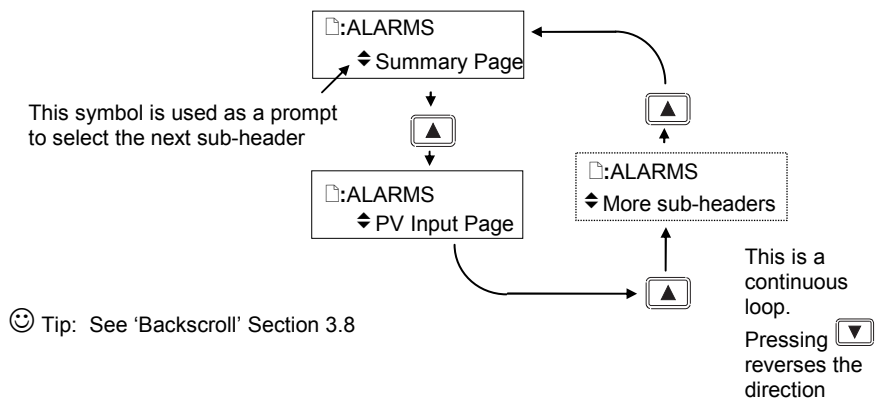 :ALARMS
Summary Page
This symbol is used as a prompt
to select the next sub-header
:ALARMS
PV Input Page
:ALARMS
More sub-headers
This is a
continuous
loop.
Pressing ▼
reverses the
direction
☺ Tip: See ‘Backscroll’ Section 3.8